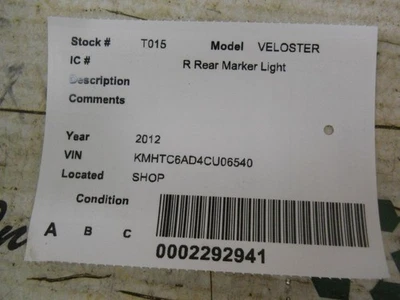 Stock # T015 Model VELOSTER
IC # R Rear Marker Light
Description
Comments
Year 2012
VIN KMHTC6AD4CU06540
Located SHOP
Condition
A B C
0002292941